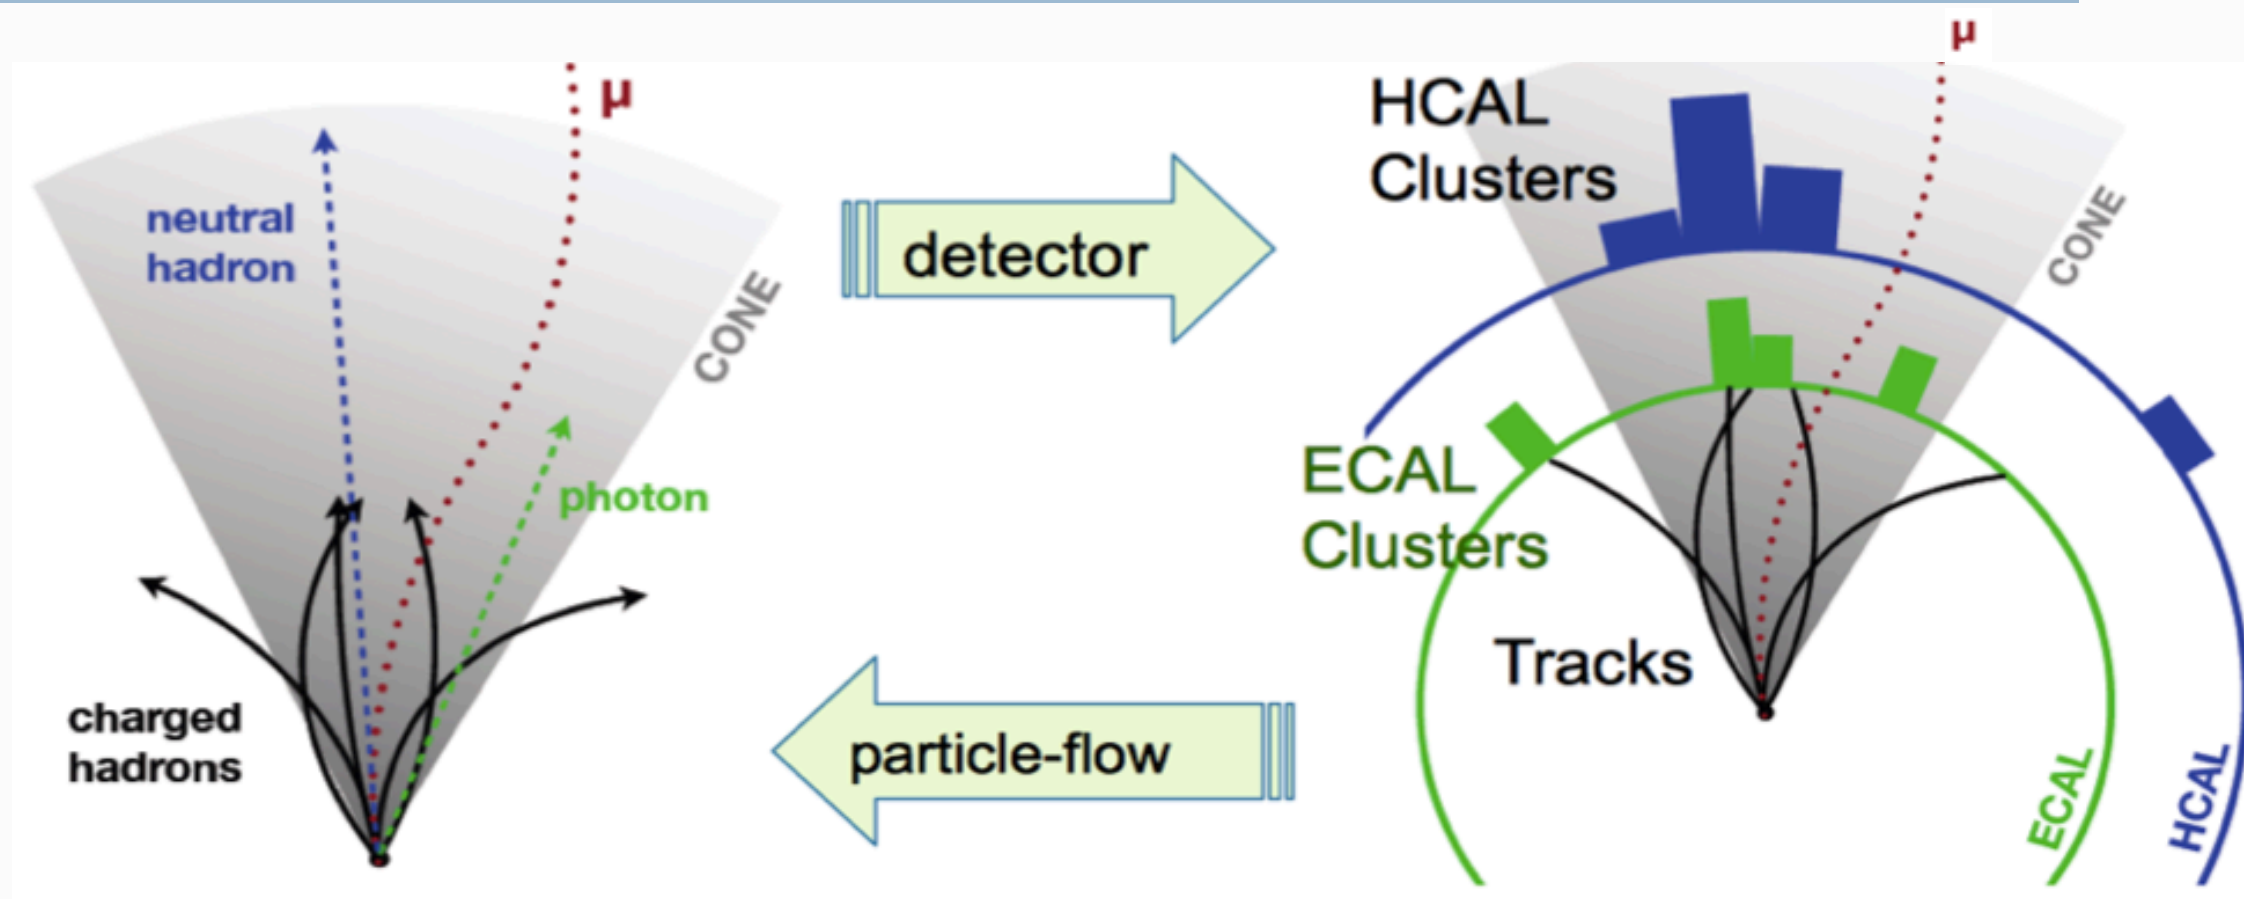 μ
neutral
hadron
CONE
photon
charged
hadrons
detector
particle-flow
μ
HCAL
Clusters
CONE
ECAL
Clusters
Tracks
ECAL
HCAL